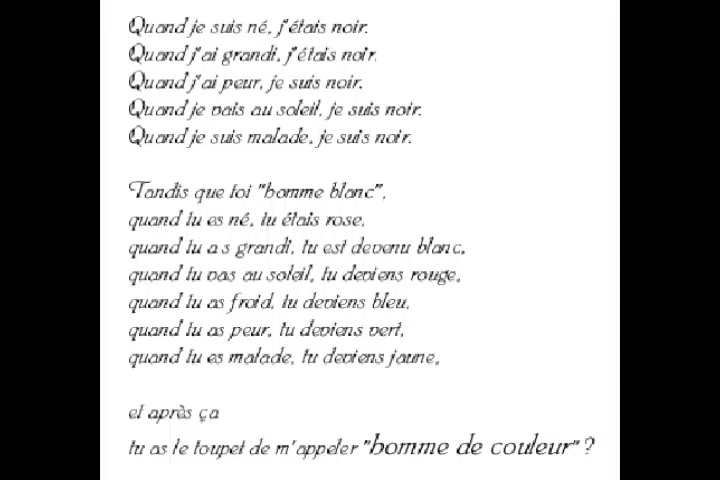 Quand je suis né, j'étais noir.
Quand j'ai grandi, j'étais noir.
Quand j'ai peur, je suis noir.
Quand je vais au soleil, je suis noir.
Quand je suis malade, je suis noir.
Tandis que toi "homme blanc",
quand tu es né, tu étais rose,
quand tu as grandi, tu est devenu blanc,
quand tu vas au soleil, tu deviens rouge,
quand tu as froid, tu deviens bleu,
quand tu as peur, tu deviens vert,
quand tu es malade, tu deviens jaune,
et après ça
tu as le toupet de m'appeler "homme de couleur" ?